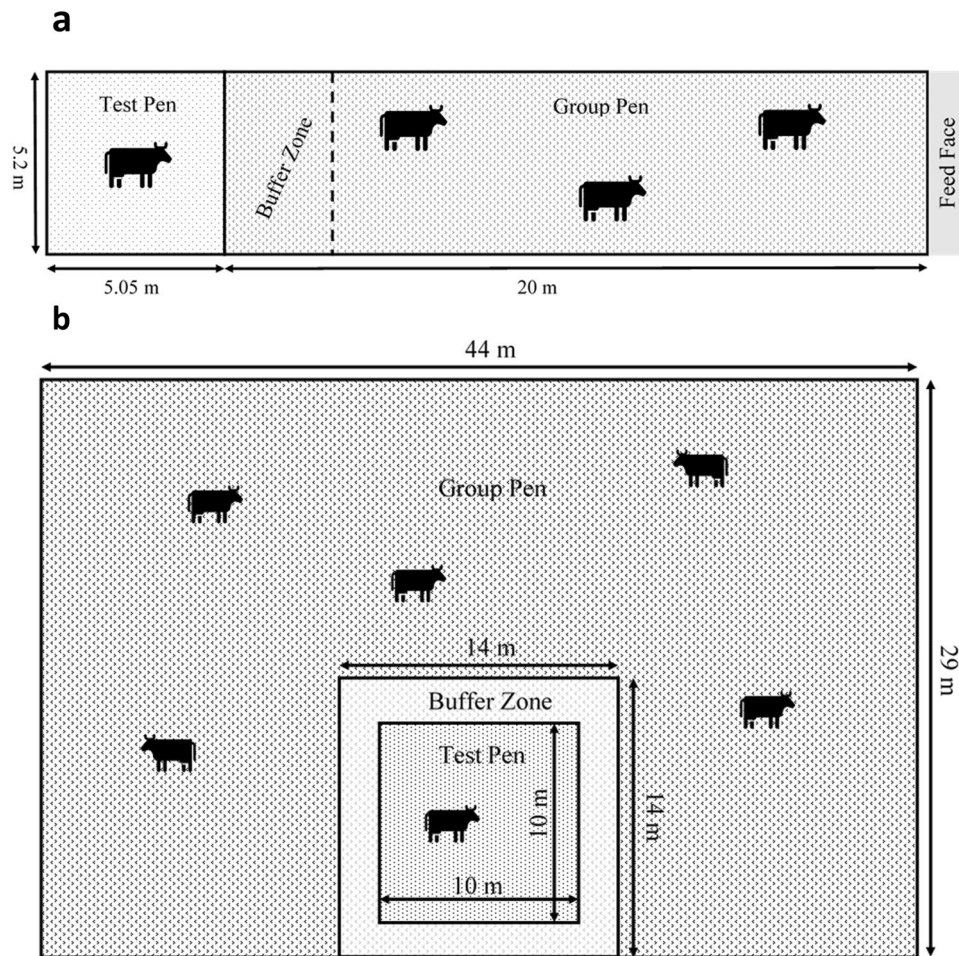 a
Test Pen
Buffer Zone
Group Pen
Feed Face
5.2 m
5.05 m
20 m
b
44 m
Group Pen
29 m
14 m
Buffer Zone
Test Pen
10 m
14 m
10 m